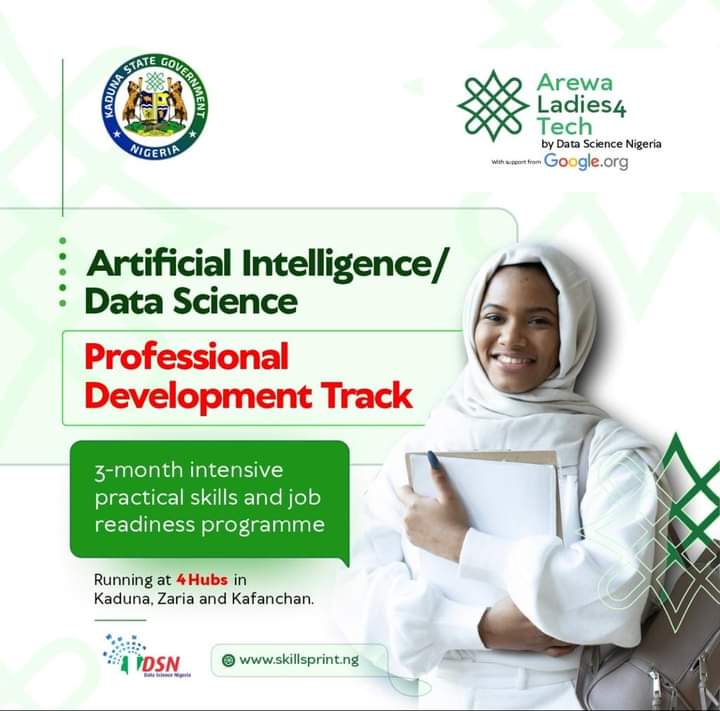 KADUNA STATE GOVERNMENT
NIGERIA
Arewa
Ladies4
Tech
by Data Science Nigeria
With support from Google.org
Artificial Intelligence/
Data Science
Professional
Development Track
3-month intensive
practical skills and job
readiness programme
Running at 4 Hubs in
Kaduna, Zaria and Kafanchan.
DSN
Data Science Nigeria
www.skillsprint.ng